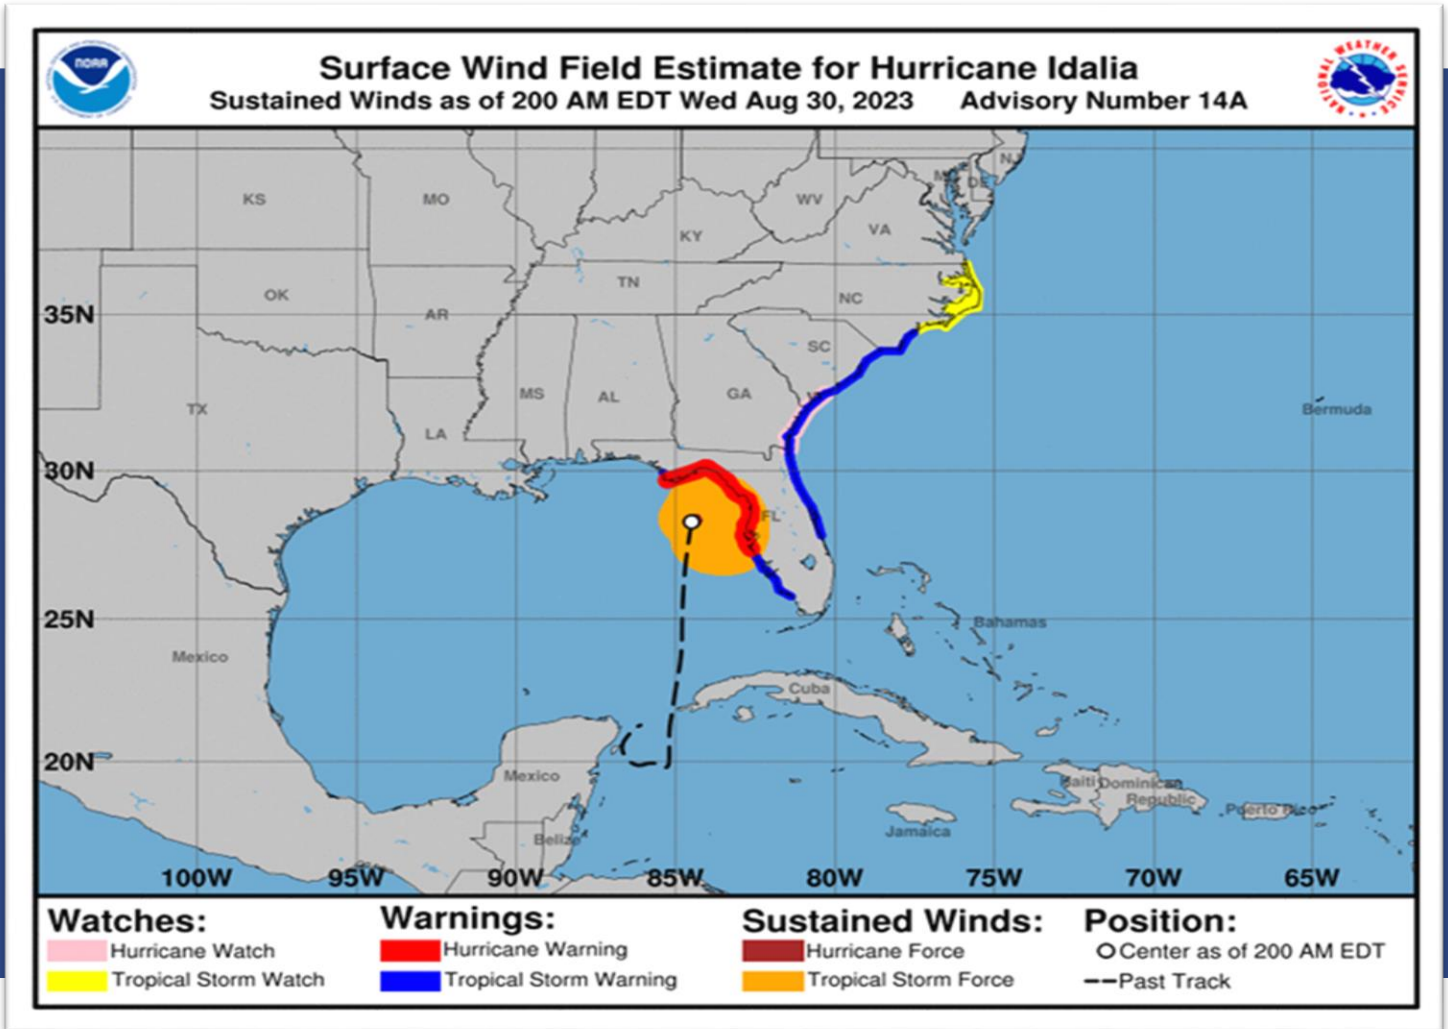 NOAA
Surface Wind Field Estimate for Hurricane Idalia
Sustained Winds as of 200 AM EDT Wed Aug 30, 2023 Advisory Number 14A
NATIONAL WEATHER SERVICE
NJ
DE
KS
MO
WV
VA
KY
TN
NC
OK
AR
35N
SC
MS
AL
GA
TX
LA
Bermuda
30N
FL
25N
Bahamas
Mexico
Cuba
20N
Mexico
Haiti
Dominican
Republic
Puerto Rico
Jamaica
Belize
100W 95W 90W 85W 80W 75W 70W 65W
Watches:
Hurricane Watch
Tropical Storm Watch
Warnings:
Hurricane Warning
Tropical Storm Warning
Sustained Winds:
Hurricane Force
Tropical Storm Force
Position:
Center as of 200 AM EDT
Past Track